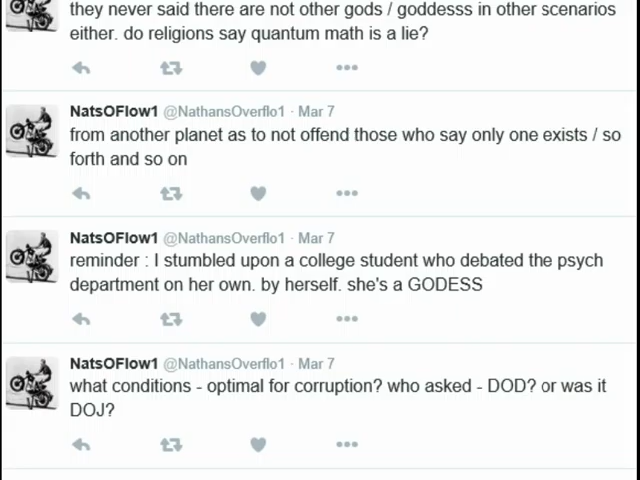 they never said there are not other gods / goddesss in other scenarios
either. do religions say quantum math is a lie?
NatsOFlow1 @NathansOverflo1 · Mar 7
from another planet as to not offend those who say only one exists / so
forth and so on
NatsOFlow1 @NathansOverflo1 · Mar 7
reminder : I stumbled upon a college student who debated the psych
department on her own. by herself. she's a GODESS
NatsOFlow1 @NathansOverflo1 · Mar 7
what conditions - optimal for corruption? who asked - DOD? or was it
DOJ?